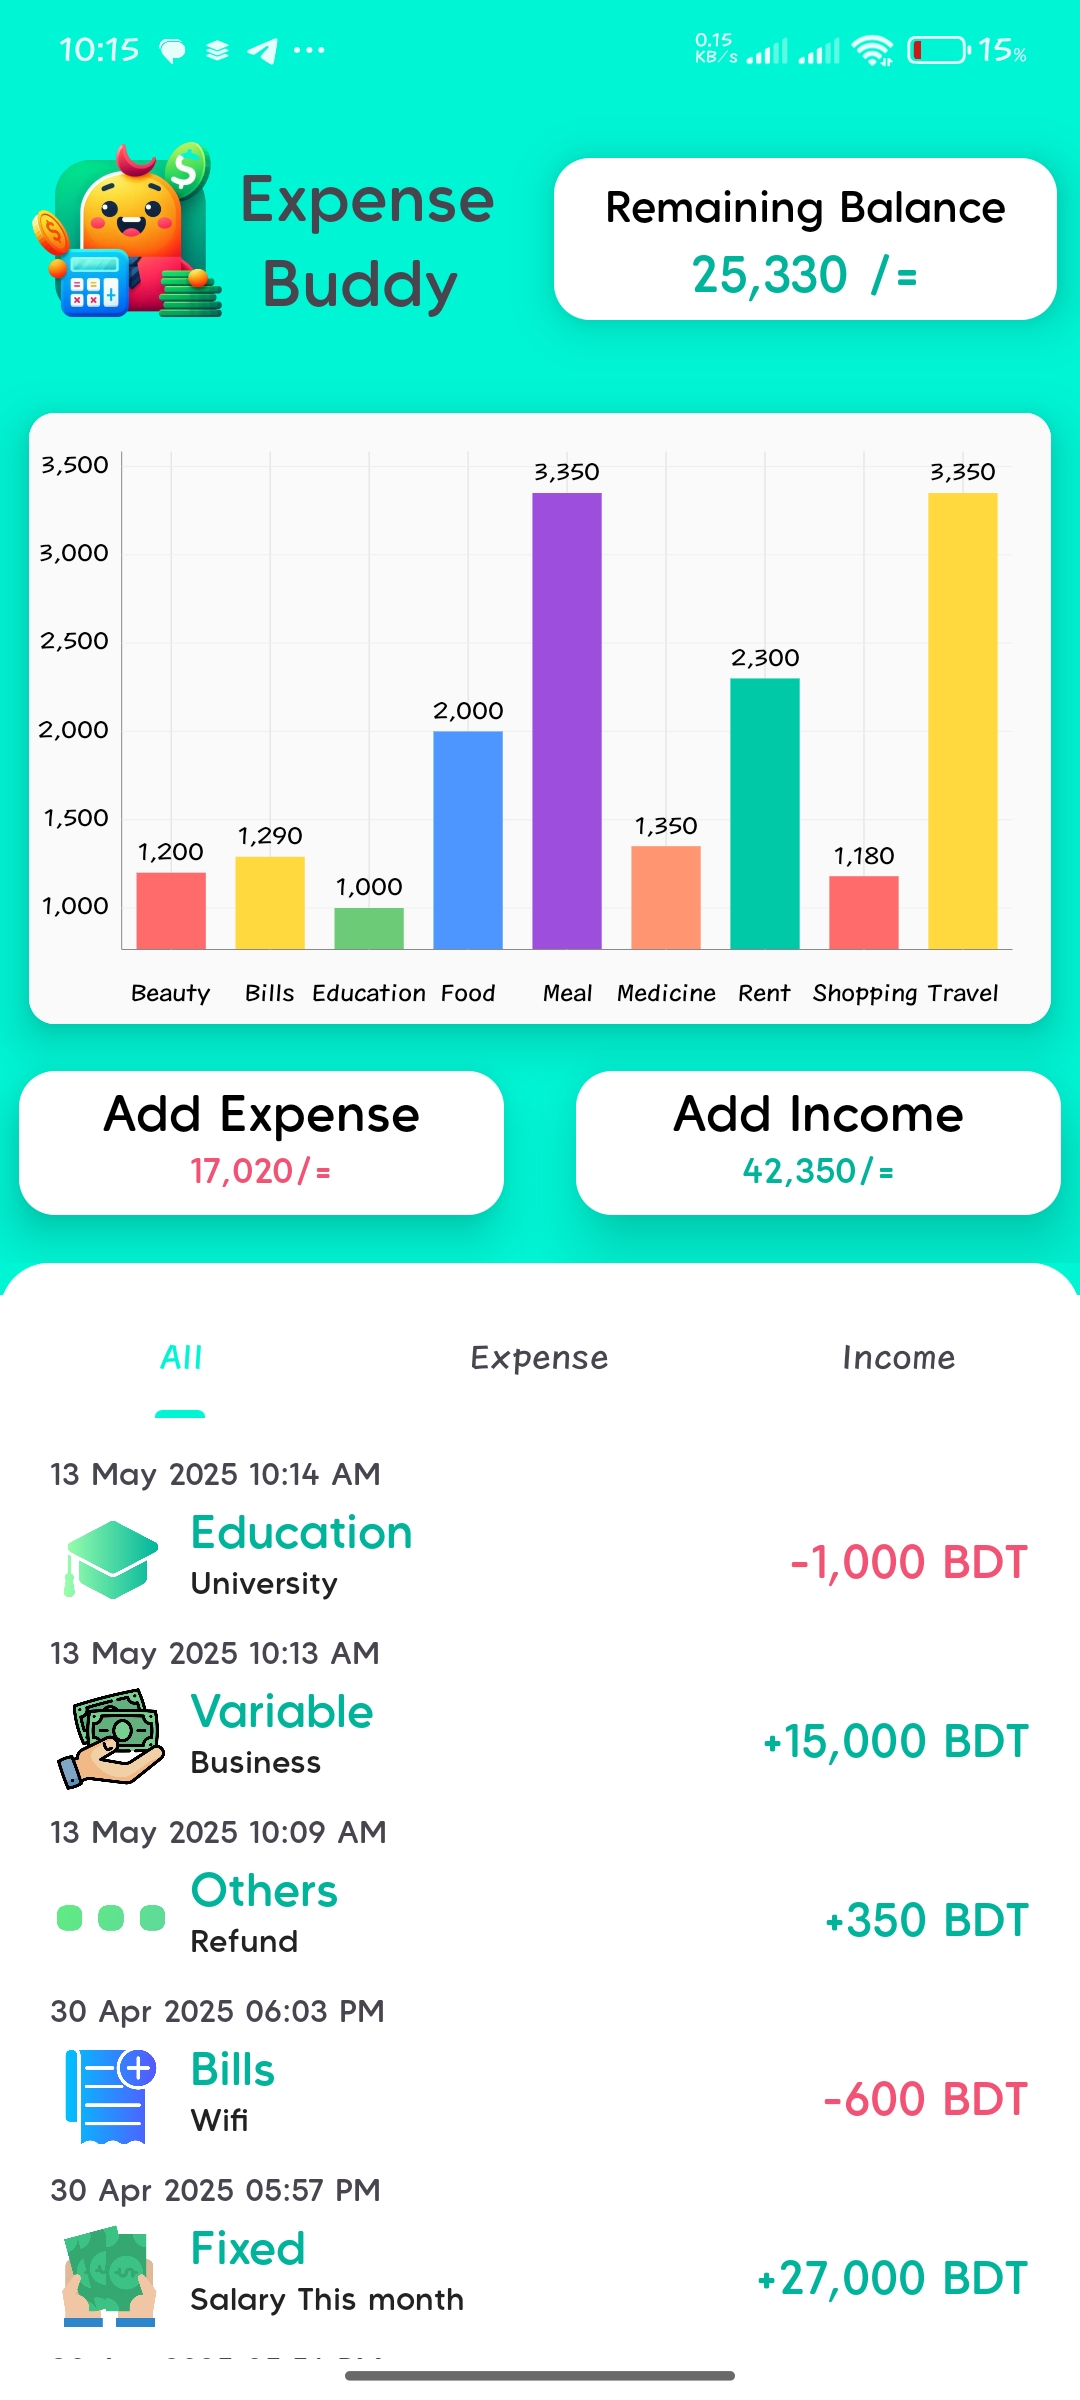 10:15
0.15
KB/s
15%
Expense
Buddy
Remaining Balance
25,330 /=
3,500
3,000
2,500
2,000
1,500
1,000
1,200
1,290
1,000
2,000
3,350
1,350
2,300
1,180
3,350
Beauty Bills Education Food Meal Medicine Rent Shopping Travel
Add Expense
17,020/=
Add Income
42,350/=
All Expense Income
13 May 2025 10:14 AM
Education
University
-1,000 BDT
13 May 2025 10:13 AM
Variable
Business
+15,000 BDT
13 May 2025 10:09 AM
Others
Refund
+350 BDT
30 Apr 2025 06:03 PM
Bills
Wifi
-600 BDT
30 Apr 2025 05:57 PM
Fixed
Salary This month
+27,000 BDT